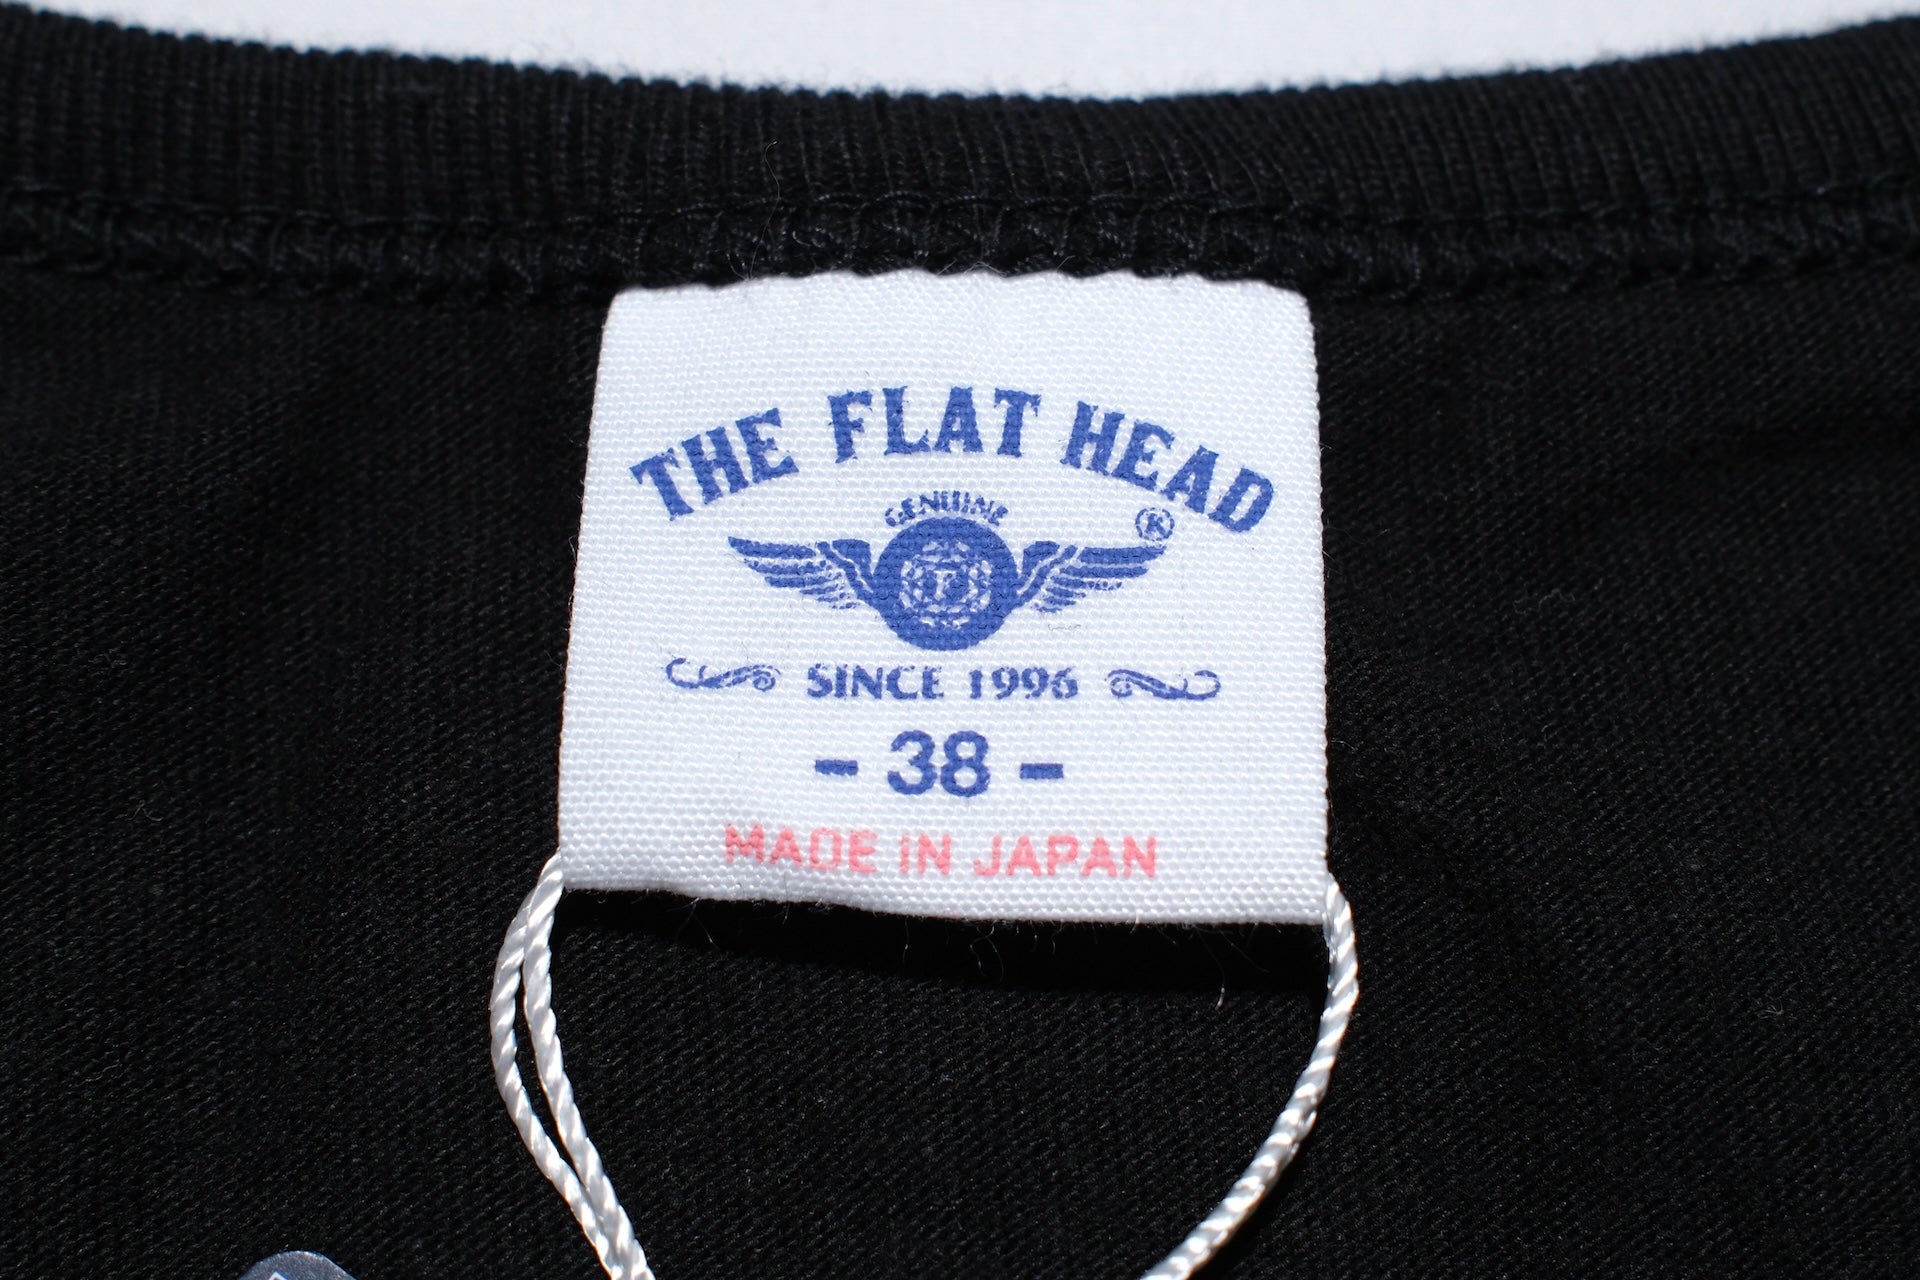 THE FLAT HEAD
GENUINE
®
F
SINCE 1996
- 38 -
MADE IN JAPAN